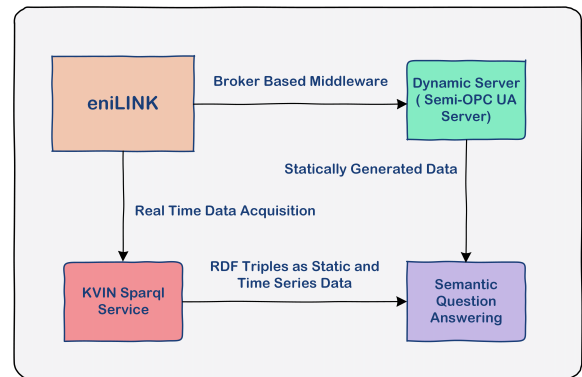 eniLINK
Broker Based Middleware
Dynamic Server
( Semi-OPC UA
Server)
Statically Generated Data
Real Time Data Acquisition
KVIN Sparql
Service
RDF Triples as Static and
Time Series Data
Semantic
Question
Answering